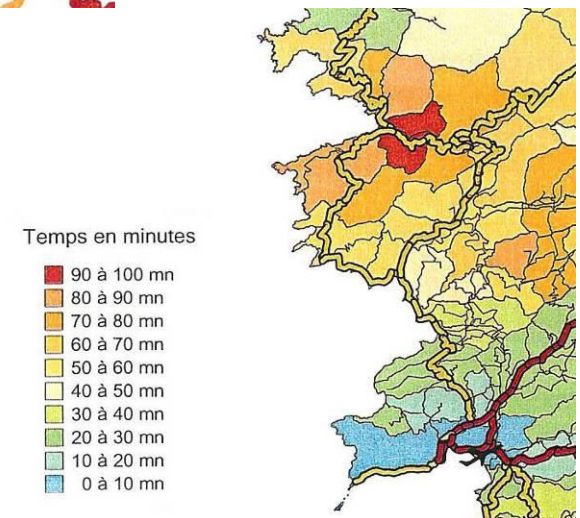 Temps en minutes
90 à 100 mn
80 à 90 mn
70 à 80 mn
60 à 70 mn
50 à 60 mn
40 à 50 mn
30 à 40 mn
20 à 30 mn
10 à 20 mn
0 à 10 mn